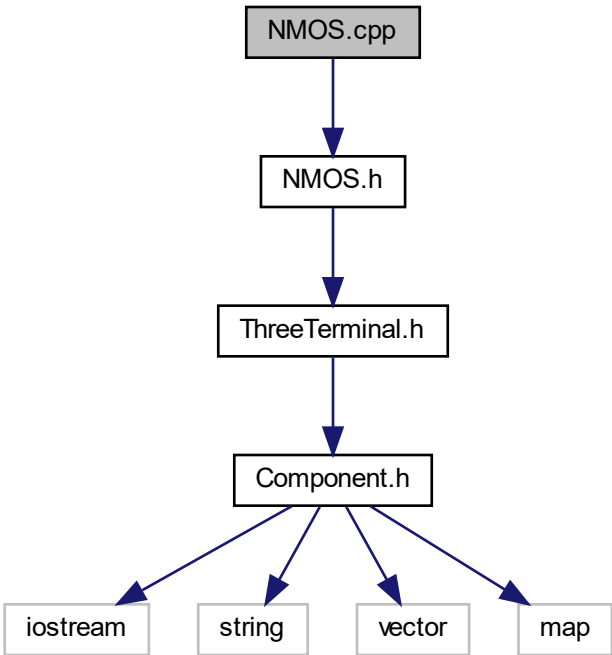 NMOS.cpp
NMOS.h
ThreeTerminal.h
Component.h
iostream
string
vector
map